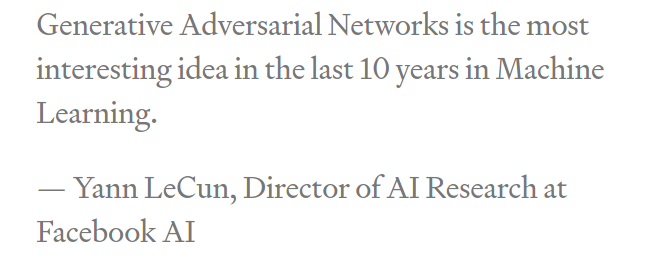 Generative Adversarial Networks is the most
interesting idea in the last 10 years in Machine
Learning.
— Yann LeCun, Director of AI Research at
Facebook AI